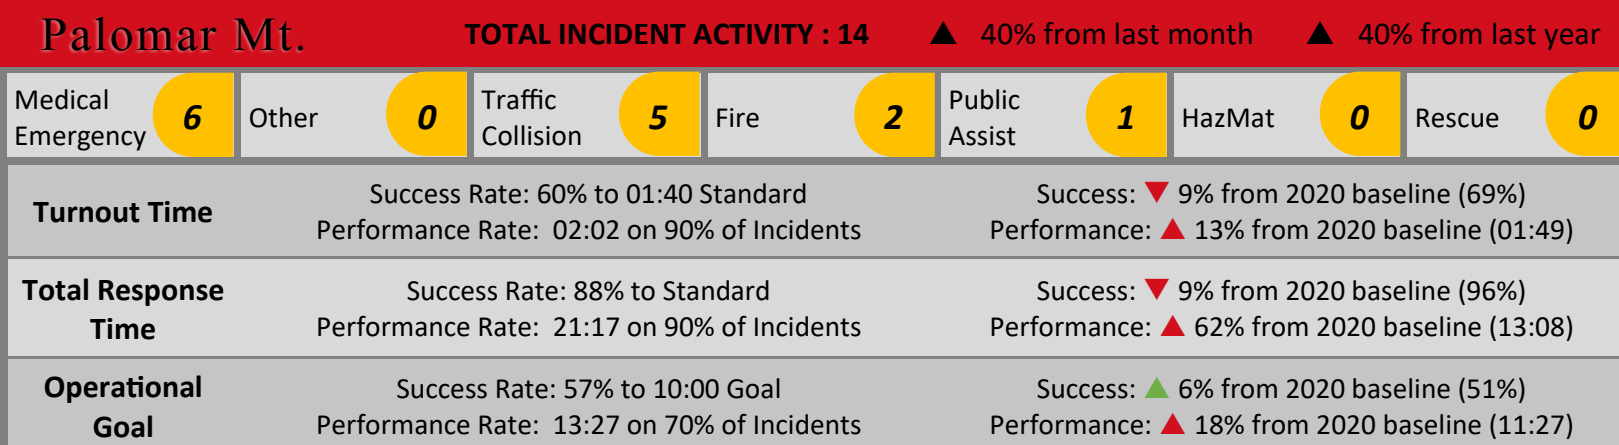 Palomar Mt. TOTAL INCIDENT ACTIVITY : 14 ▲ 40% from last month ▲ 40% from last year
Medical Emergency 6
Other 0
Traffic Collision 5
Fire 2
Public Assist 1
HazMat 0
Rescue 0
Turnout Time
Success Rate: 60% to 01:40 Standard
Performance Rate: 02:02 on 90% of Incidents
Success: ▼ 9% from 2020 baseline (69%)
Performance: ▲ 13% from 2020 baseline (01:49)
Total Response
Time
Success Rate: 88% to Standard
Performance Rate: 21:17 on 90% of Incidents
Success: ▼ 9% from 2020 baseline (96%)
Performance: ▲ 62% from 2020 baseline (13:08)
Operational
Goal
Success Rate: 57% to 10:00 Goal
Performance Rate: 13:27 on 70% of Incidents
Success: ▲ 6% from 2020 baseline (51%)
Performance: ▲ 18% from 2020 baseline (11:27)